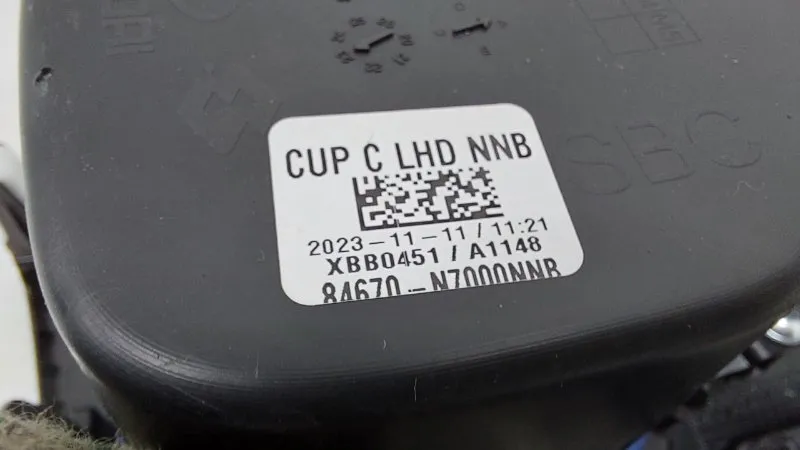 CUP C LHD NNB
2023-11-11 / 11:21
XBB0451 / A1148
84670-N7000NNB
SBC